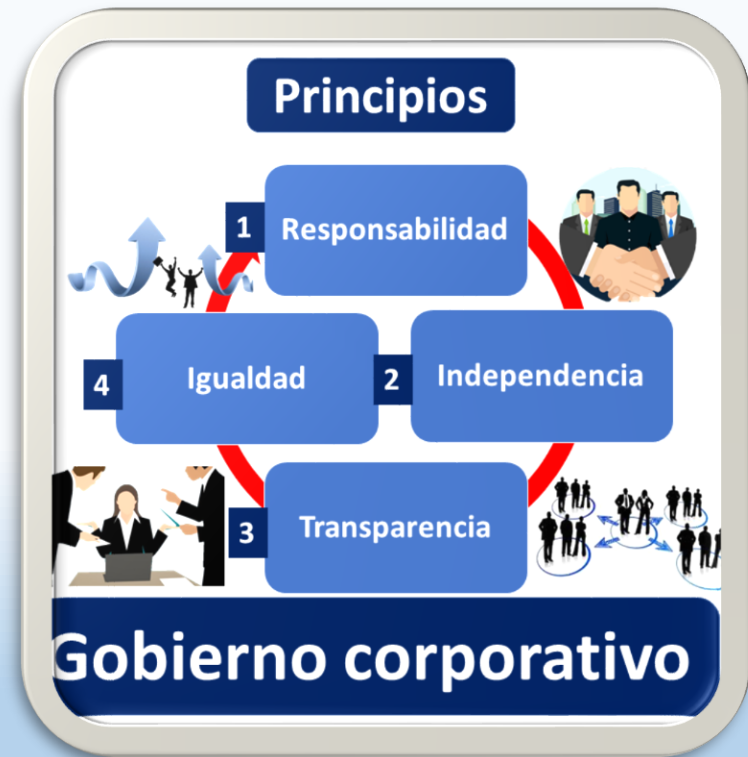 Principios
1
Responsabilidad
2
Independencia
3
Transparencia
4
Igualdad
Gobierno corporativo